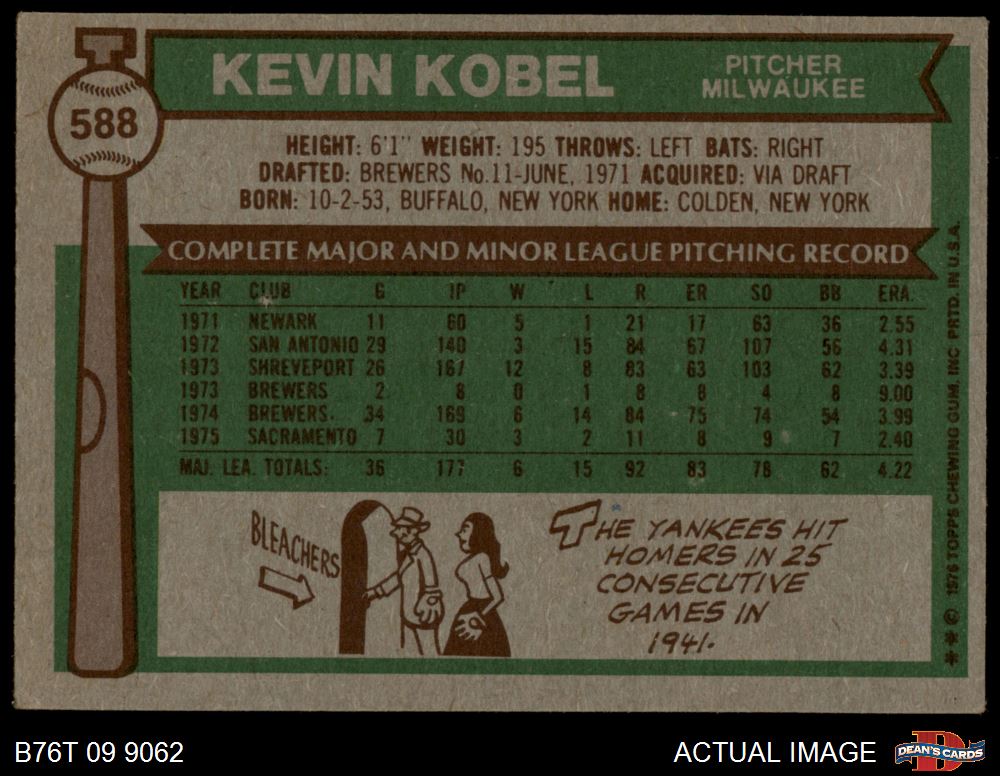 588
KEVIN KOBEL
PITCHER
MILWAUKEE
HEIGHT: 6'1" WEIGHT: 195 THROWS: LEFT BATS: RIGHT
DRAFTED: BREWERS No.11-JUNE, 1971 ACQUIRED: VIA DRAFT
BORN: 10-2-53, BUFFALO, NEW YORK HOME: COLDEN, NEW YORK
COMPLETE MAJOR AND MINOR LEAGUE PITCHING RECORD
YEAR CLUB G IP W L R ER SO BB ERA
1971 NEWARK 11 60 5 1 21 17 63 36 2.55
1972 SAN ANTONIO 29 140 3 15 84 67 107 56 4.31
1973 SHREVEPORT 26 167 12 8 83 63 103 62 3.39
1973 BREWERS 2 8 0 1 8 8 4 8 9.00
1974 BREWERS 34 169 6 14 84 75 74 54 3.99
1975 SACRAMENTO 7 30 3 2 11 8 9 7 2.40
MAJ. LEA. TOTALS: 36 177 6 15 92 83 78 62 4.22
BLEACHERS
THE YANKEES HIT
HOMERS IN 25
CONSECUTIVE
GAMES IN
1941.
** © 1976 TOPPS CHEWING GUM, INC PRTD. IN U.S.A.
B76T 09 9062
ACTUAL IMAGE
D
DEAN'S CARDS